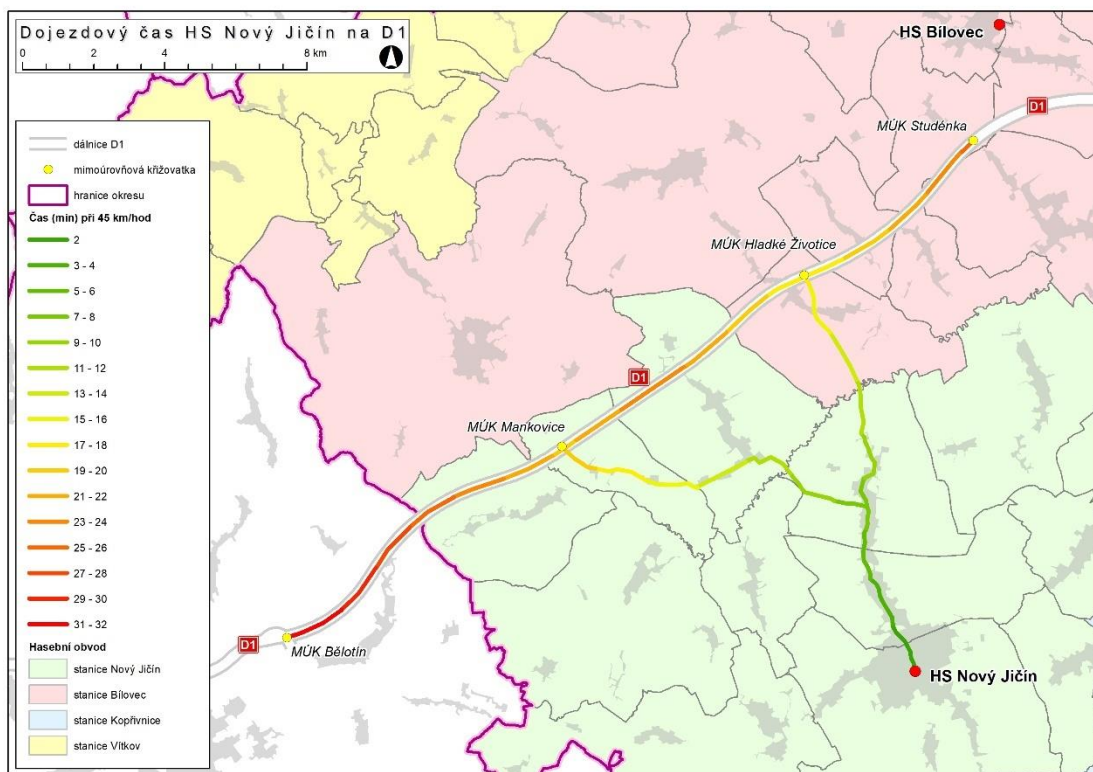 Dojezdový čas HS Nový Jičín na D1
0 2 4 8 km
dálnice D1
mimoúrovňová křižovatka
hranice okresu
Čas (min) při 45 km/hod
2
3 - 4
5 - 6
7 - 8
9 - 10
11 - 12
13 - 14
15 - 16
17 - 18
19 - 20
21 - 22
23 - 24
25 - 26
27 - 28
29 - 30
31 - 32
Hasební obvod
stanice Nový Jičín
stanice Bílovec
stanice Kopřivnice
stanice Vítkov
HS Bílovec
D1
MÚK Studénka
MÚK Hladké Životice
D1
MÚK Mankovice
D1
MÚK Bělotín
HS Nový Jičín